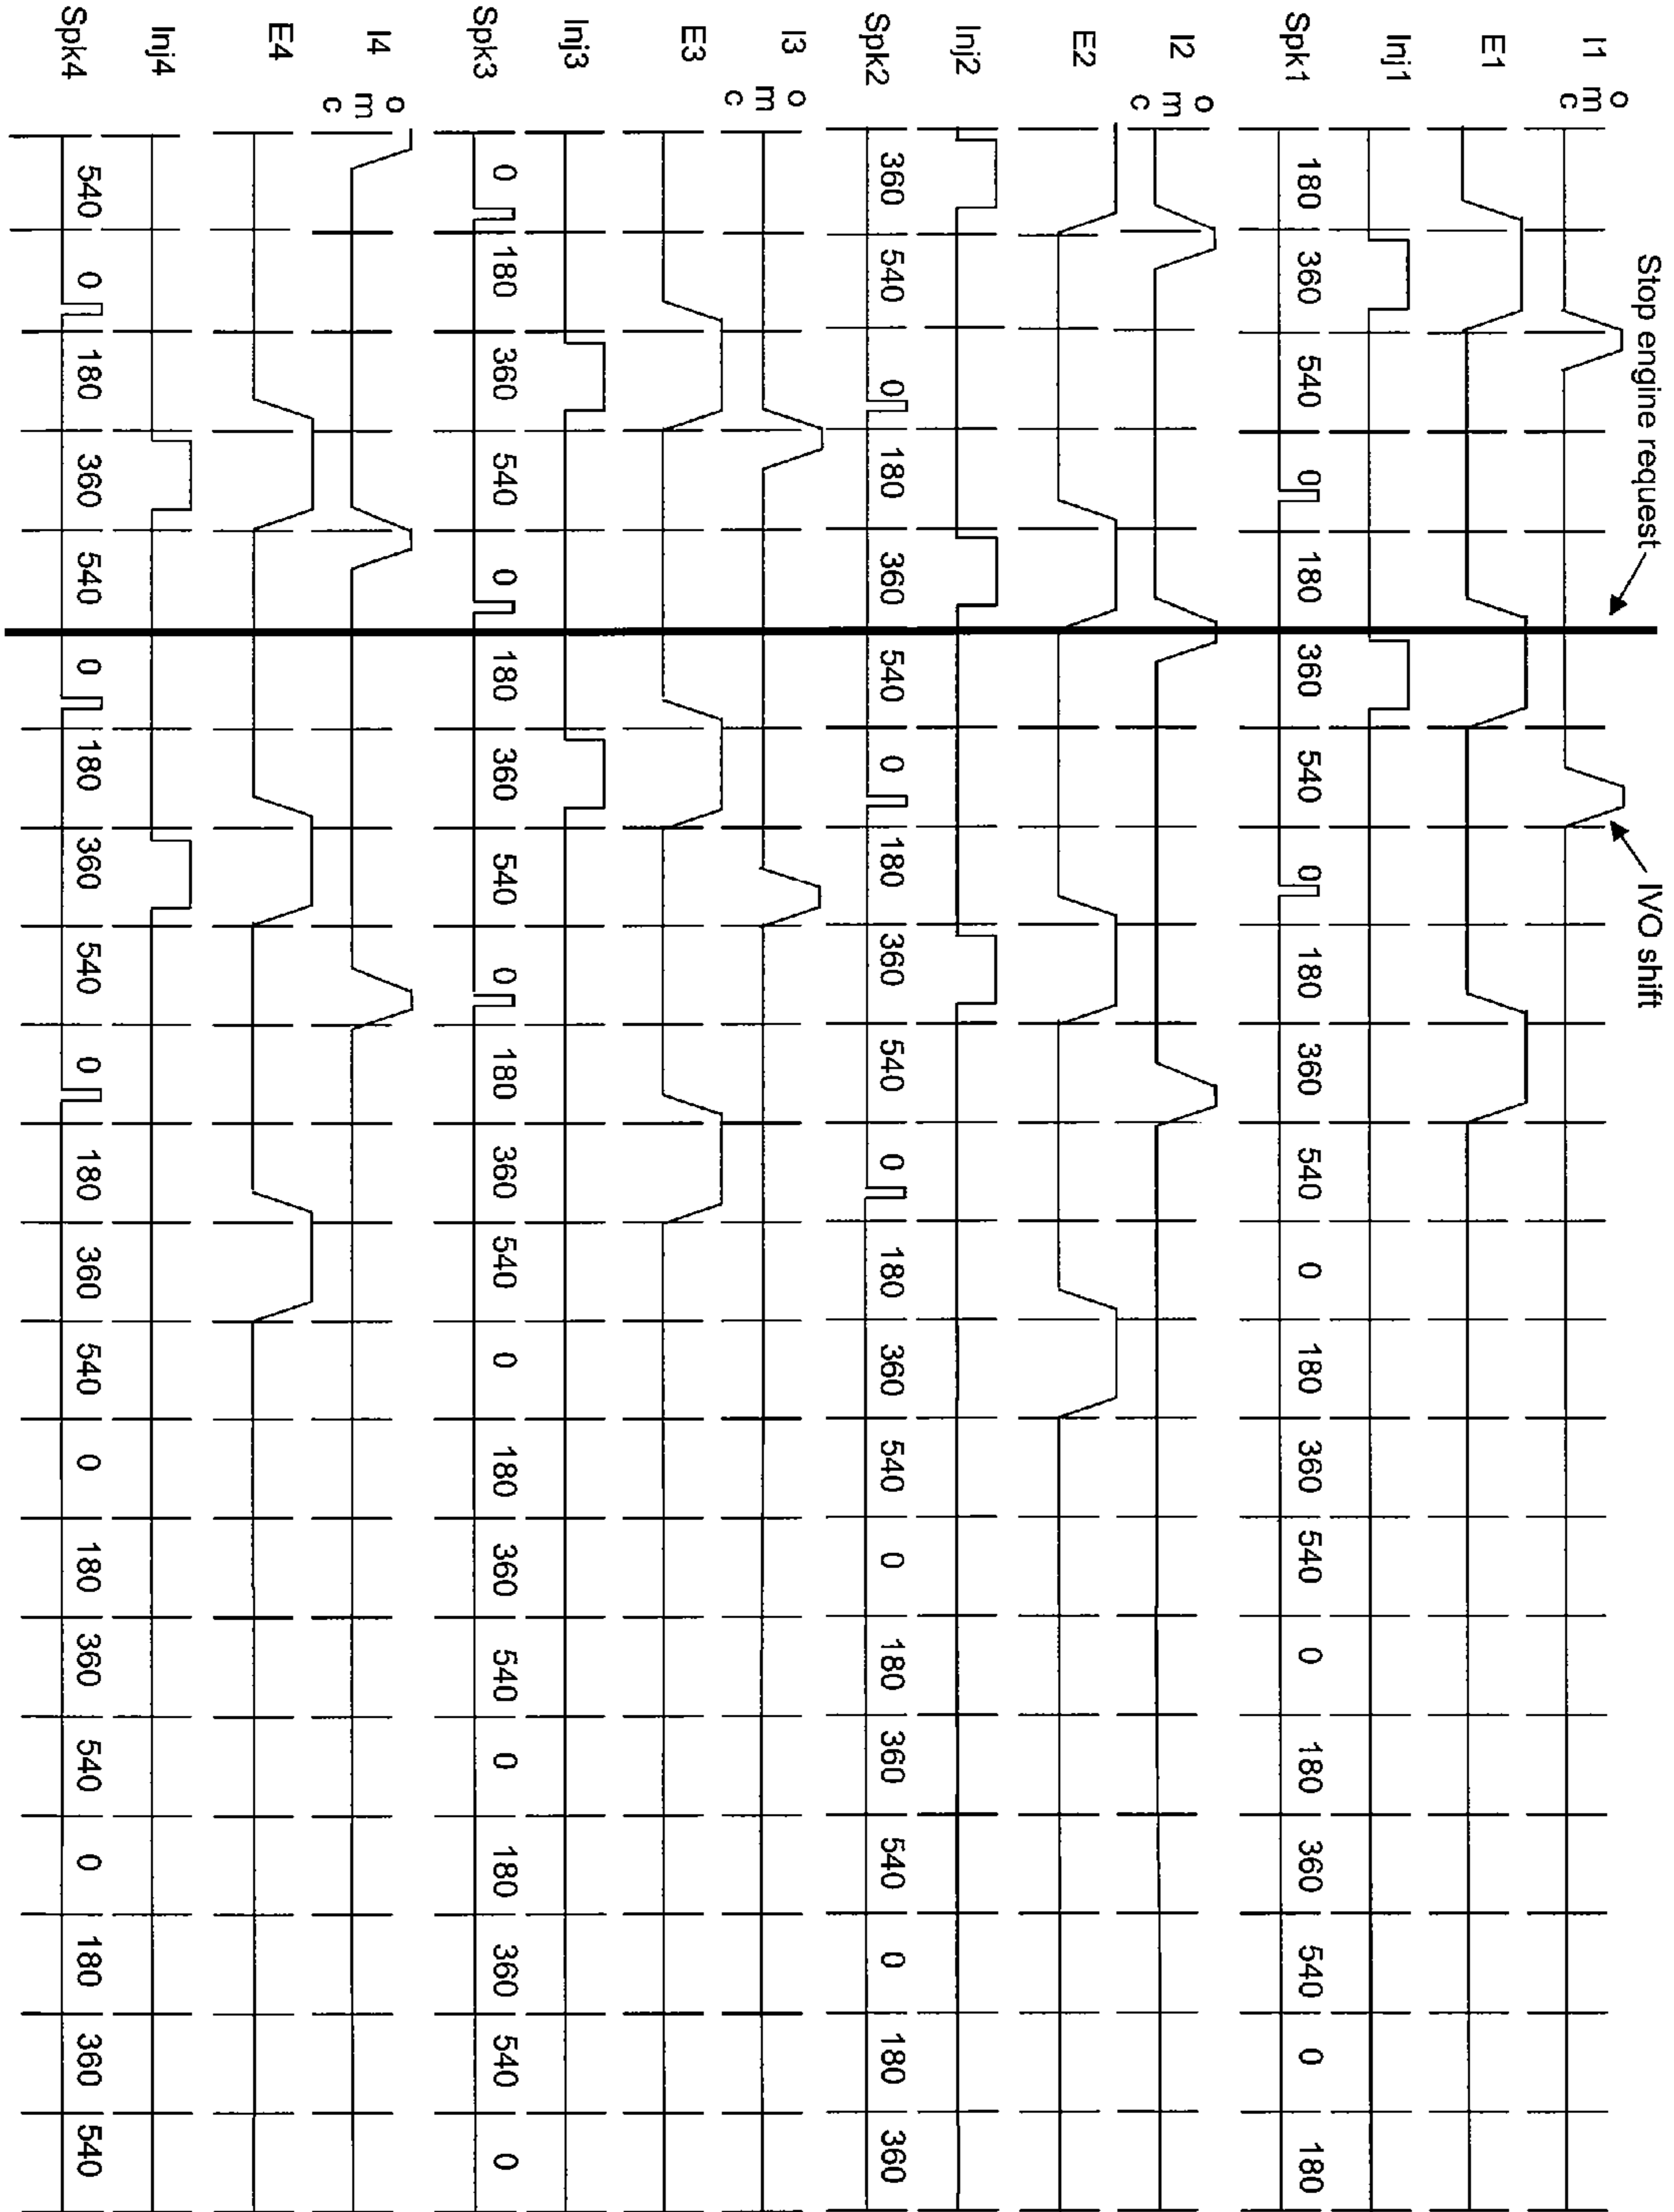 Stop engine request
IVO shift
o
I1 m
c
E1
Inj1
Spk1 180 360 540 0 180 360 540 0 180 360 540 0 180 360 540 0 180 360 540 0 180
o
I2 m
c
E2
Inj2
Spk2 360 540 0 180 360 540 0 180 360 540 0 180 360 540 0 180 360 540 0 180 360
o
I3 m
c
E3
Inj3
Spk3 0 180 360 540 0 180 360 540 0 180 360 540 0 180 360 540 0 180 360 540 0
o
I4 m
c
E4
Inj4
Spk4 540 0 180 360 540 0 180 360 540 0 180 360 540 0 180 360 540 0 180 360 540